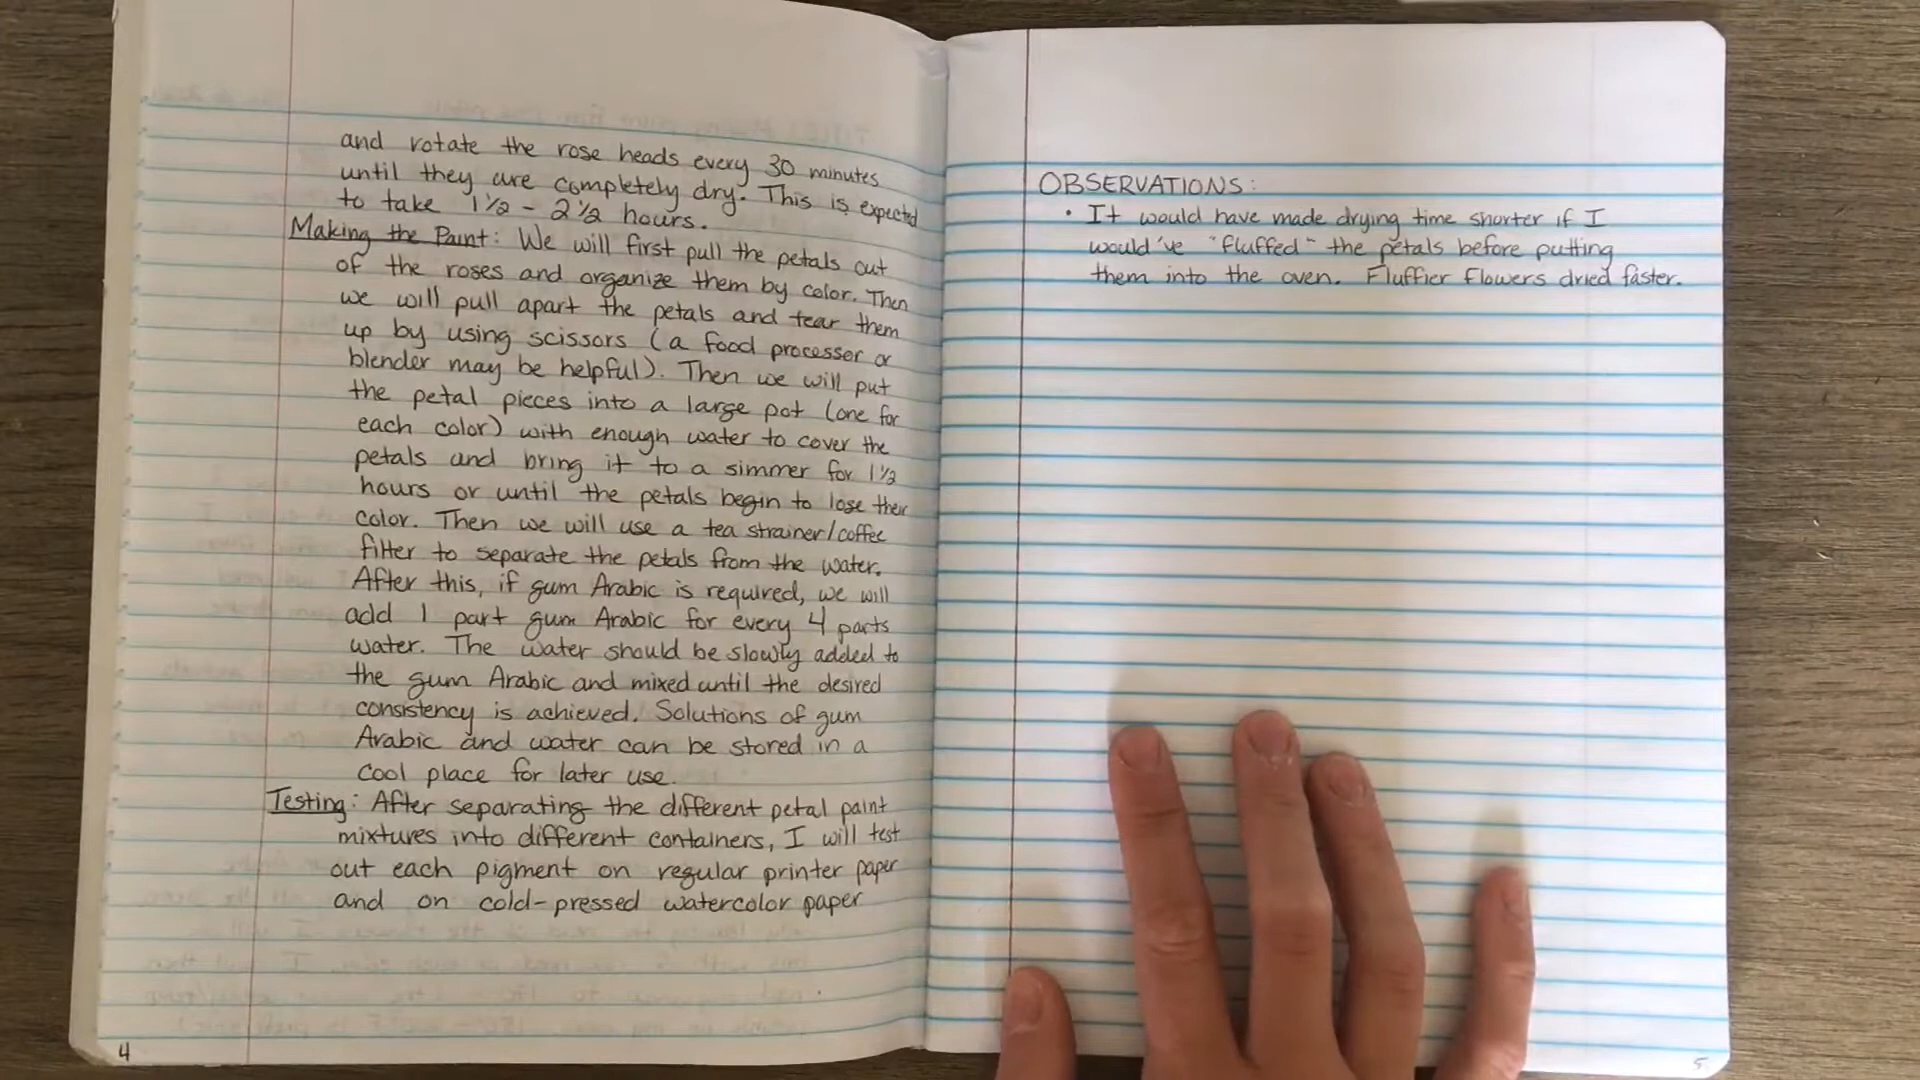 and rotate the rose heads every 30 minutes
until they are completely dry. This is expected
to take 1 1/2 - 2 1/2 hours.
Making the Paint: We will first pull the petals out
of the roses and organize them by color. Then
we will pull apart the petals and tear them
up by using scissors (a food processor or
blender may be helpful). Then we will put
the petal pieces into a large pot (one for
each color) with enough water to cover the
petals and bring it to a simmer for 1 1/2
hours or until the petals begin to lose their
color. Then we will use a tea strainer/coffee
filter to separate the petals from the water.
After this, if gum Arabic is required, we will
add 1 part gum Arabic for every 4 parts
water. The water should be slowly added to
the gum Arabic and mixed until the desired
consistency is achieved. Solutions of gum
Arabic and water can be stored in a
cool place for later use.
Testing: After separating the different petal paint
mixtures into different containers, I will test
out each pigment on regular printer paper
and on cold-pressed watercolor paper
4
OBSERVATIONS:
• It would have made drying time shorter if I
would've "fluffed" the petals before putting
them into the oven. Fluffier flowers dried faster.
5